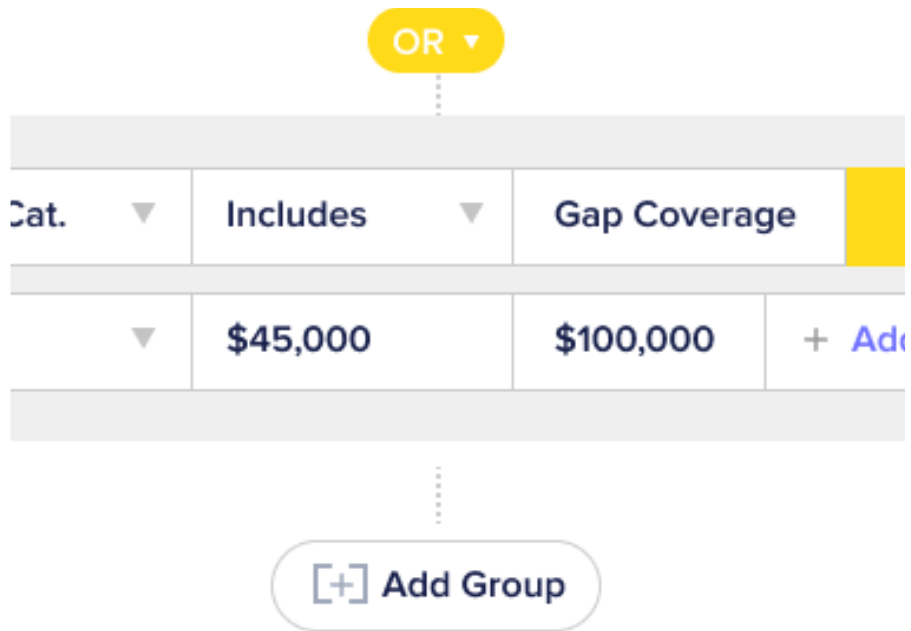 OR
Cat. Includes Gap Coverage
$45,000 $100,000 + Add
Add Group